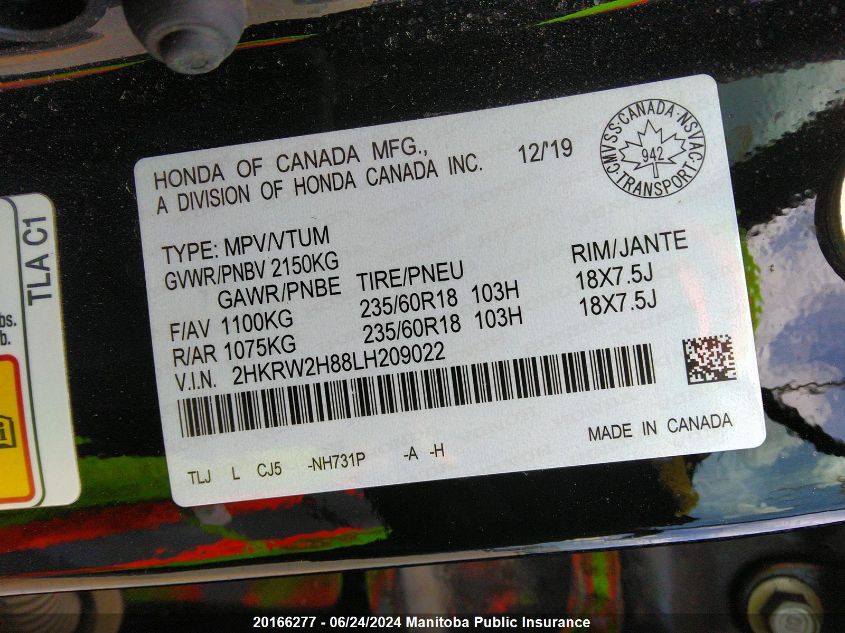 HONDA OF CANADA MFG.,
A DIVISION OF HONDA CANADA INC.
12/'19
CMVSS·CANADA·NSVAC
942
TRANSPORT
TYPE: MPV/VTUM
GVWR/PNBV 2150KG
GAWR/PNBE TIRE/PNEU RIM/JANTE
F/AV 1100KG 235/60R18 103H 18X7.5J
R/AR 1075KG 235/60R18 103H 18X7.5J
V.I.N. 2HKRW2H88LH209022
TLJ L CJ5 -NH731P -A -H
MADE IN CANADA
TLA C1
bs.
b.
20166277 - 06/24/2024 Manitoba Public Insurance